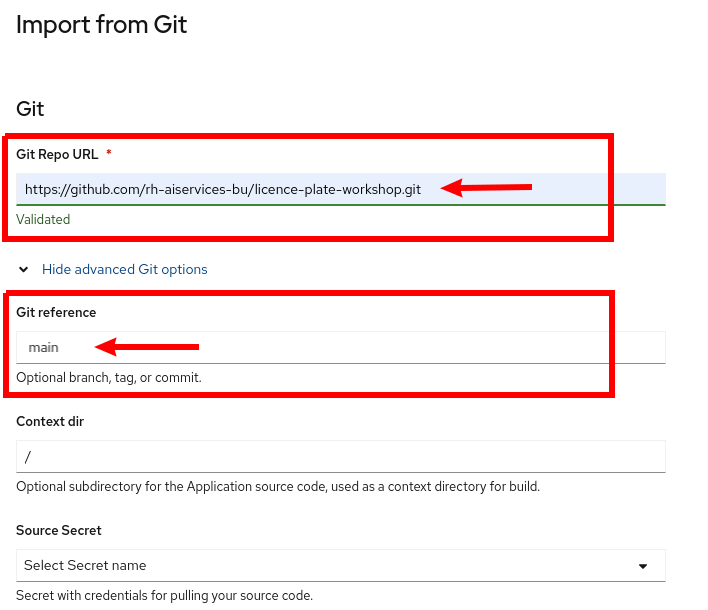 Import from Git
Git
Git Repo URL *
https://github.com/rh-aiservices-bu/licence-plate-workshop.git
Validated
Hide advanced Git options
Git reference
main
Optional branch, tag, or commit.
Context dir
/
Optional subdirectory for the Application source code, used as a context directory for build.
Source Secret
Select Secret name
Secret with credentials for pulling your source code.